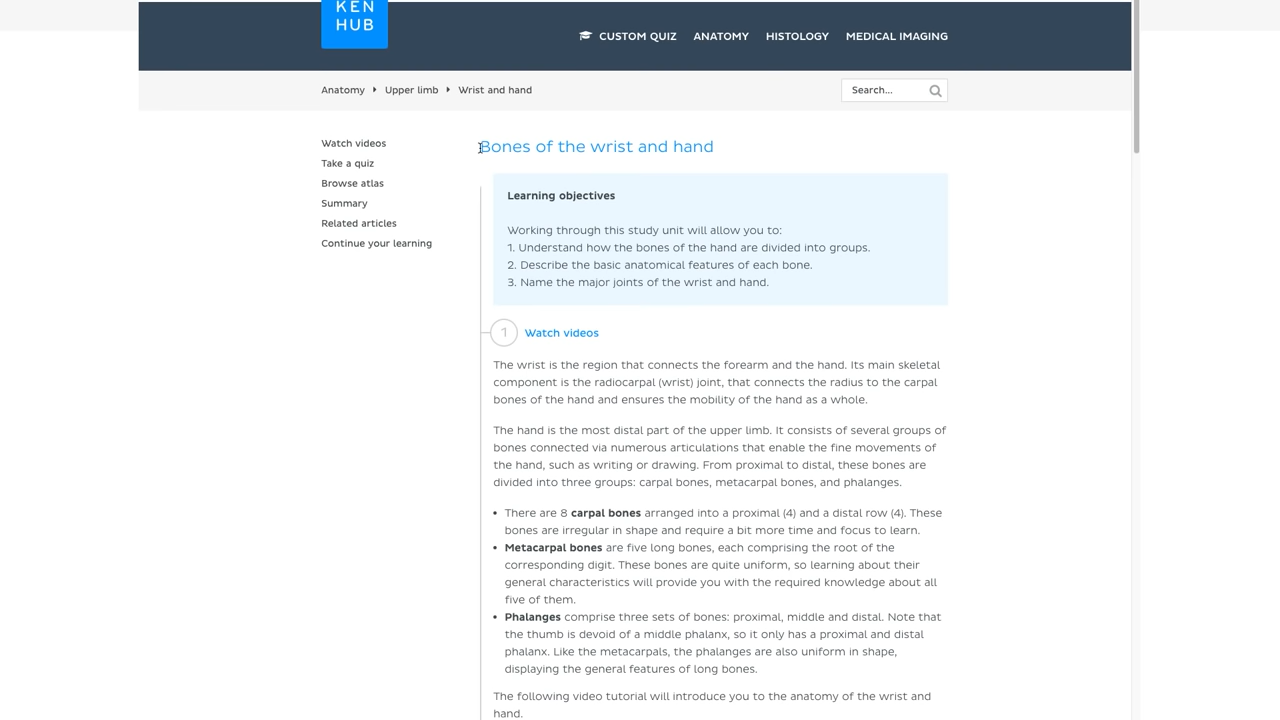 KEN
HUB
CUSTOM QUIZ ANATOMY HISTOLOGY MEDICAL IMAGING
Anatomy Upper limb Wrist and hand
Search...
Watch videos
Take a quiz
Browse atlas
Summary
Related articles
Continue your learning
Bones of the wrist and hand
Learning objectives
Working through this study unit will allow you to:
1. Understand how the bones of the hand are divided into groups.
2. Describe the basic anatomical features of each bone.
3. Name the major joints of the wrist and hand.
1 Watch videos
The wrist is the region that connects the forearm and the hand. Its main skeletal
component is the radiocarpal (wrist) joint, that connects the radius to the carpal
bones of the hand and ensures the mobility of the hand as a whole.
The hand is the most distal part of the upper limb. It consists of several groups of
bones connected via numerous articulations that enable the fine movements of
the hand, such as writing or drawing. From proximal to distal, these bones are
divided into three groups: carpal bones, metacarpal bones, and phalanges.
• There are 8 carpal bones arranged into a proximal (4) and a distal row (4). These
bones are irregular in shape and require a bit more time and focus to learn.
• Metacarpal bones are five long bones, each comprising the root of the
corresponding digit. These bones are quite uniform, so learning about their
general characteristics will provide you with the required knowledge about all
five of them.
• Phalanges comprise three sets of bones: proximal, middle and distal. Note that
the thumb is devoid of a middle phalanx, so it only has a proximal and distal
phalanx. Like the metacarpals, the phalanges are also uniform in shape,
displaying the general features of long bones.
The following video tutorial will introduce you to the anatomy of the wrist and
hand.